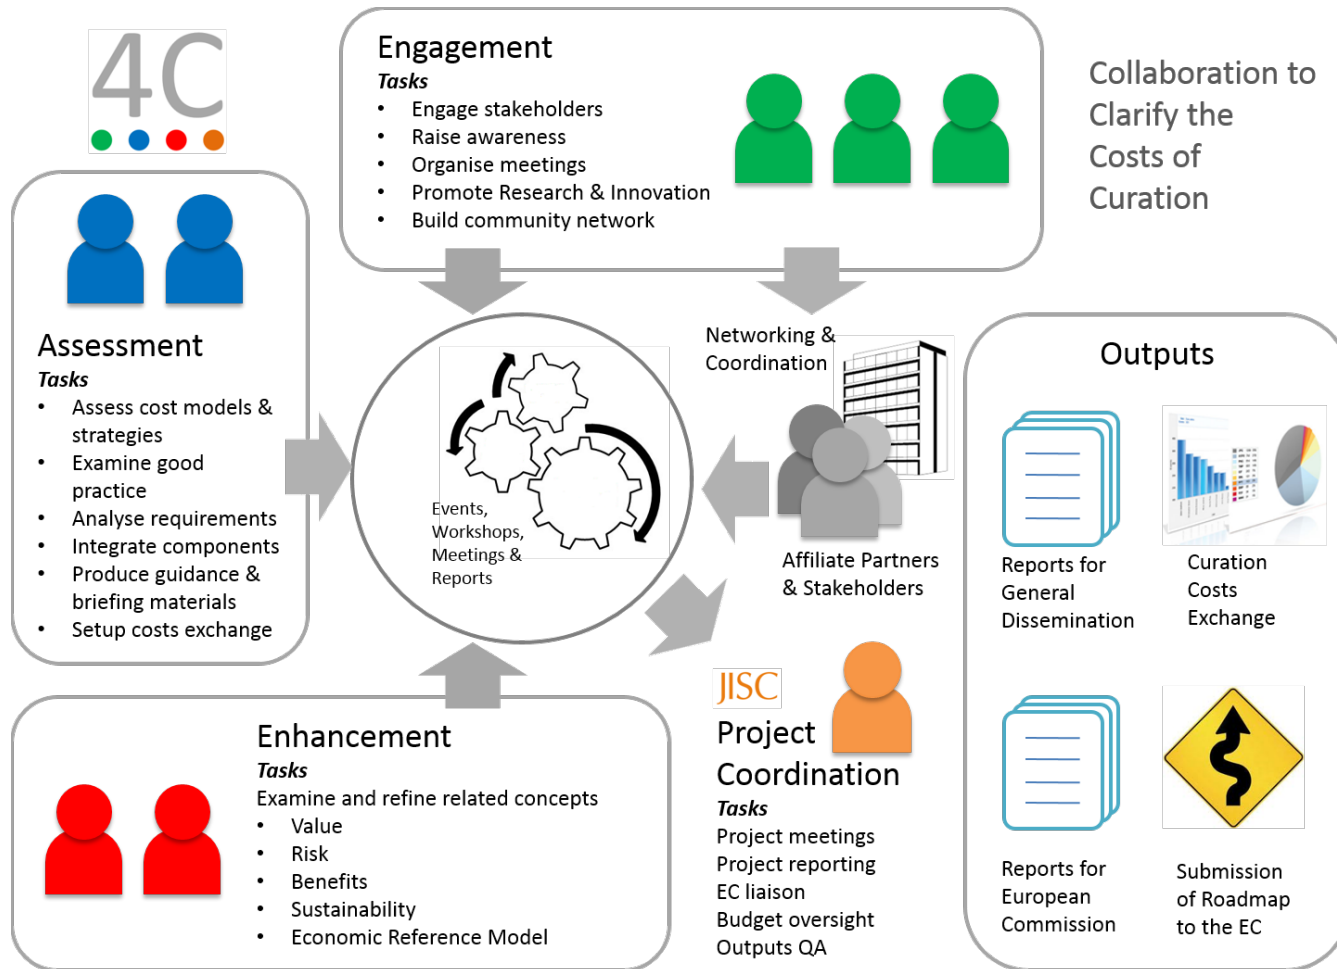 4C
Engagement
Tasks
• Engage stakeholders
• Raise awareness
• Organise meetings
• Promote Research & Innovation
• Build community network
Collaboration to
Clarify the
Costs of
Curation
Assessment
Tasks
• Assess cost models &
strategies
• Examine good
practice
• Analyse requirements
• Integrate components
• Produce guidance &
briefing materials
• Setup costs exchange
Events,
Workshops,
Meetings &
Reports
Networking &
Coordination
Affiliate Partners
& Stakeholders
Enhancement
Tasks
Examine and refine related concepts
• Value
• Risk
• Benefits
• Sustainability
• Economic Reference Model
JISC
Project
Coordination
Tasks
Project meetings
Project reporting
EC liaison
Budget oversight
Outputs QA
Outputs
Reports for
General
Dissemination
Curation
Costs
Exchange
Reports for
European
Commission
Submission
of Roadmap
to the EC